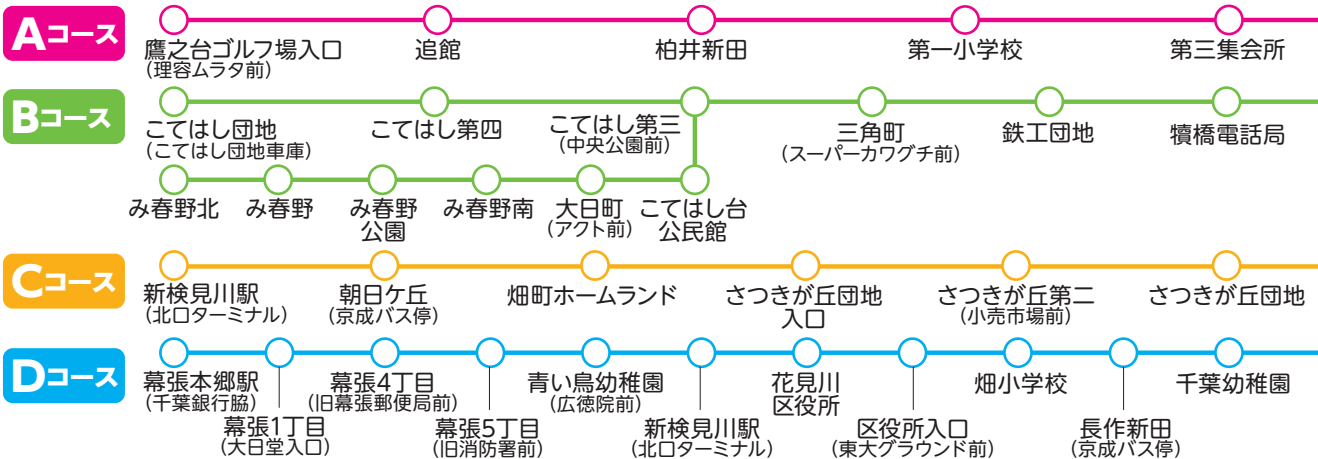 Aコース
鷹之台ゴルフ場入口
(理容ムラタ前)
追館
柏井新田
第一小学校
第三集会所
Bコース
こてはし団地
(こてはし団地車庫)
こてはし第四
こてはし第三
(中央公園前)
三角町
(スーパーカワグチ前)
鉄工団地
犢橋電話局
み春野北
み春野
み春野
公園
み春野南
大日町
(アクト前)
こてはし台
公民館
Cコース
新検見川駅
(北口ターミナル)
朝日ケ丘
(京成バス停)
畑町ホームランド
さつきが丘団地
入口
さつきが丘第二
(小売市場前)
さつきが丘団地
Dコース
幕張本郷駅
(千葉銀行脇)
幕張1丁目
(大日堂入口)
幕張4丁目
(旧幕張郵便局前)
幕張5丁目
(旧消防署前)
青い鳥幼稚園
(広徳院前)
新検見川駅
(北口ターミナル)
花見川
区役所
区役所入口
(東大グラウンド前)
畑小学校
長作新田
(京成バス停)
千葉幼稚園